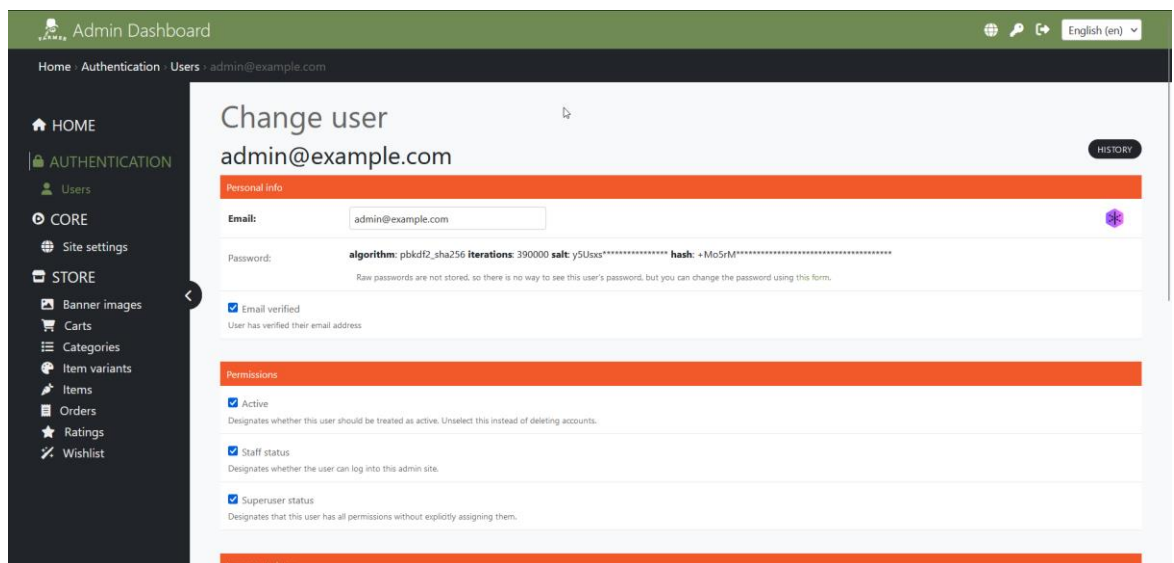 Admin Dashboard
English (en)
Home › Authentication › Users › admin@example.com
HOME
AUTHENTICATION
Users
CORE
Site settings
STORE
Banner images
Carts
Categories
Item variants
Items
Orders
Ratings
Wishlist
Change user
admin@example.com
HISTORY
Personal info
Email: admin@example.com
Password: algorithm: pbkdf2_sha256 iterations: 390000 salt: y5Usxs**************** hash: +Mo5rM**************************************
Raw passwords are not stored, so there is no way to see this user's password, but you can change the password using this form.
Email verified
User has verified their email address
Permissions
Active
Designates whether this user should be treated as active. Unselect this instead of deleting accounts.
Staff status
Designates whether the user can log into this admin site.
Superuser status
Designates that this user has all permissions without explicitly assigning them.